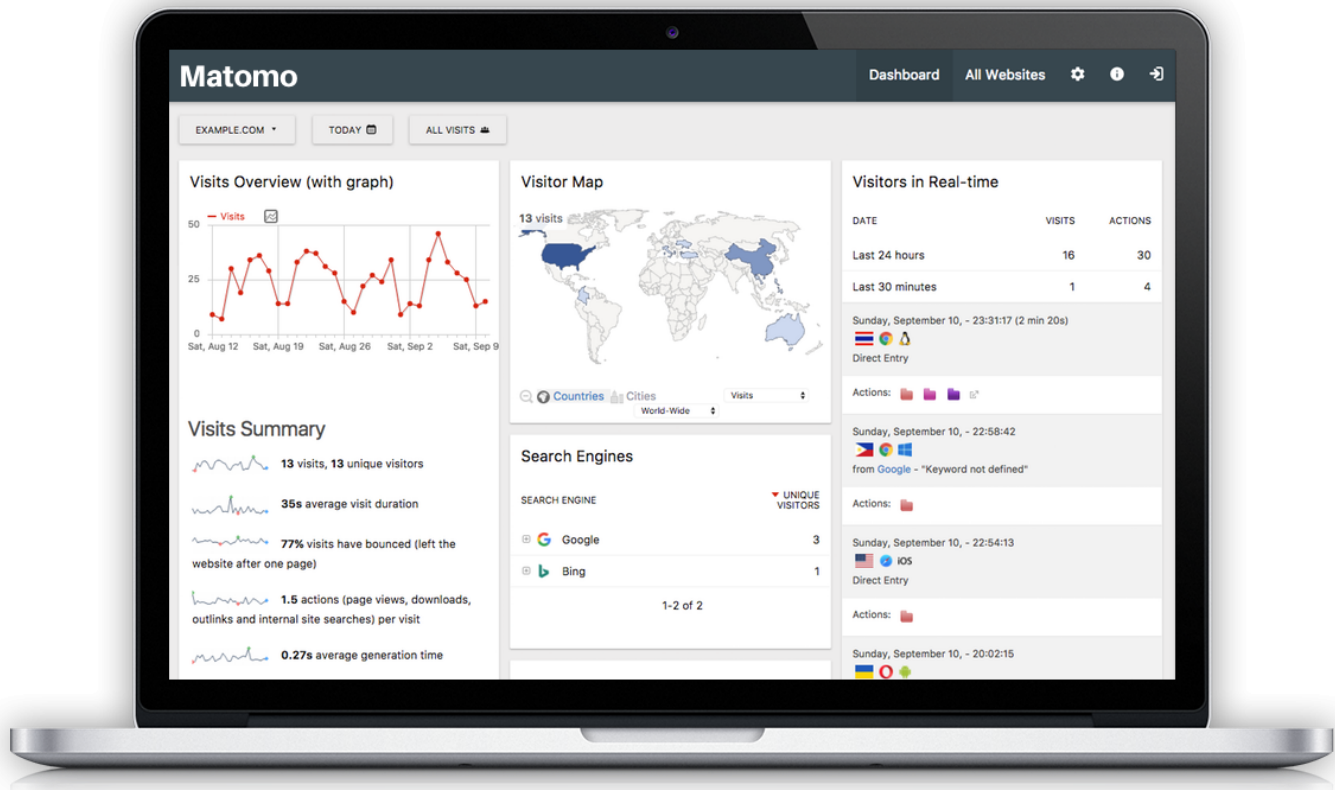 Matomo
Dashboard
All Websites
EXAMPLE.COM
TODAY
ALL VISITS
Visits Overview (with graph)
Visits
50
25
0
Sat, Aug 12 Sat, Aug 19 Sat, Aug 26 Sat, Sep 2 Sat, Sep 9
Visits Summary
13 visits, 13 unique visitors
35s average visit duration
77% visits have bounced (left the
website after one page)
1.5 actions (page views, downloads,
outlinks and internal site searches) per visit
0.27s average generation time
Visitor Map
13 visits
Countries Cities
Visits
World-Wide
Search Engines
SEARCH ENGINE UNIQUE
VISITORS
Google 3
Bing 1
1-2 of 2
Visitors in Real-time
DATE VISITS ACTIONS
Last 24 hours 16 30
Last 30 minutes 1 4
Sunday, September 10, - 23:31:17 (2 min 20s)
Direct Entry
Actions:
Sunday, September 10, - 22:58:42
from Google - "Keyword not defined"
Actions:
Sunday, September 10, - 22:54:13
iOS
Direct Entry
Actions:
Sunday, September 10, - 20:02:15